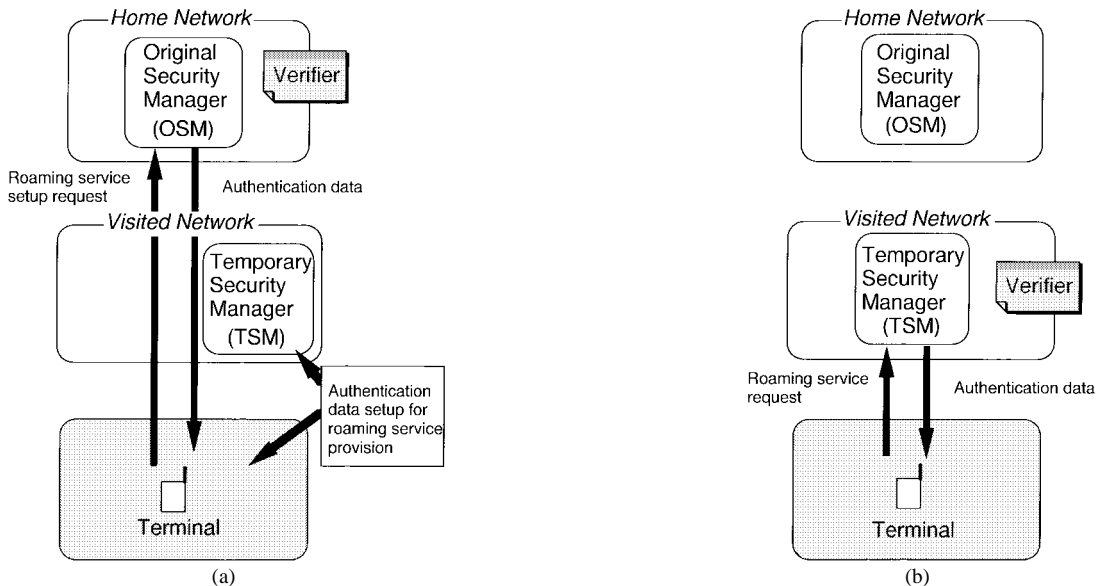 Home Network
Original
Security
Manager
(OSM)
Verifier
Roaming service
setup request
Authentication data
Visited Network
Temporary
Security
Manager
(TSM)
Authentication
data setup for
roaming service
provision
Terminal
(a)
Home Network
Original
Security
Manager
(OSM)
Visited Network
Temporary
Security
Manager
(TSM)
Verifier
Roaming service
request
Authentication data
Terminal
(b)